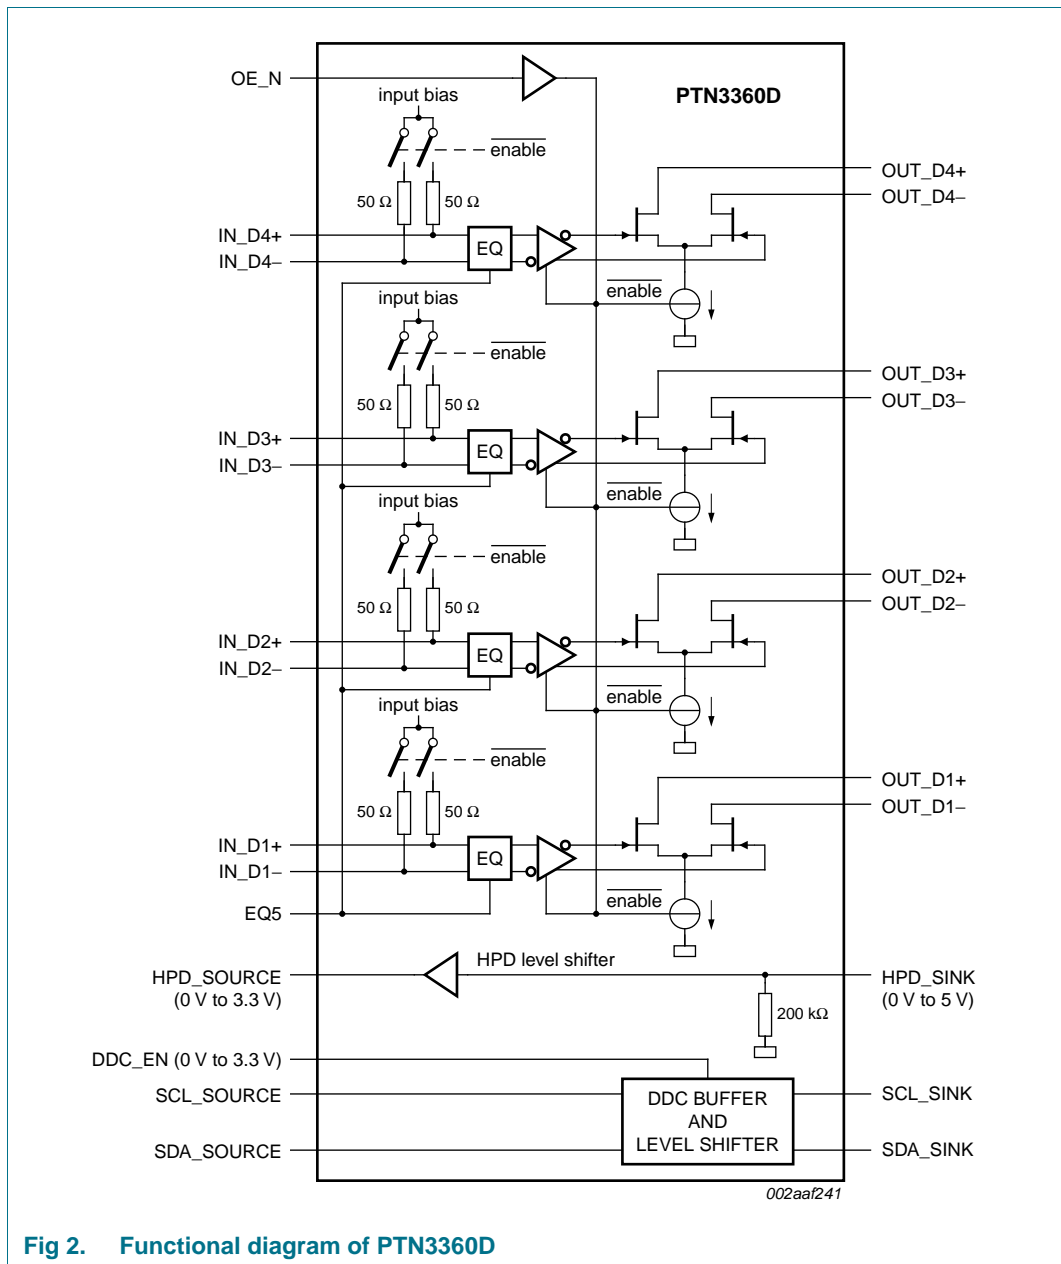 OE_N
PTN3360D
input bias
enable
OUT_D4+
OUT_D4−
50 Ω 50 Ω
IN_D4+
IN_D4−
EQ
enable
input bias
enable
OUT_D3+
OUT_D3−
50 Ω 50 Ω
IN_D3+
IN_D3−
EQ
enable
input bias
enable
OUT_D2+
OUT_D2−
50 Ω 50 Ω
IN_D2+
IN_D2−
EQ
enable
input bias
enable
OUT_D1+
OUT_D1−
50 Ω 50 Ω
IN_D1+
IN_D1−
EQ
enable
EQ5
HPD level shifter
HPD_SOURCE
(0 V to 3.3 V)
HPD_SINK
(0 V to 5 V)
200 kΩ
DDC_EN (0 V to 3.3 V)
SCL_SOURCE
DDC BUFFER
AND
LEVEL SHIFTER
SCL_SINK
SDA_SOURCE
SDA_SINK
002aaf241
Fig 2. Functional diagram of PTN3360D